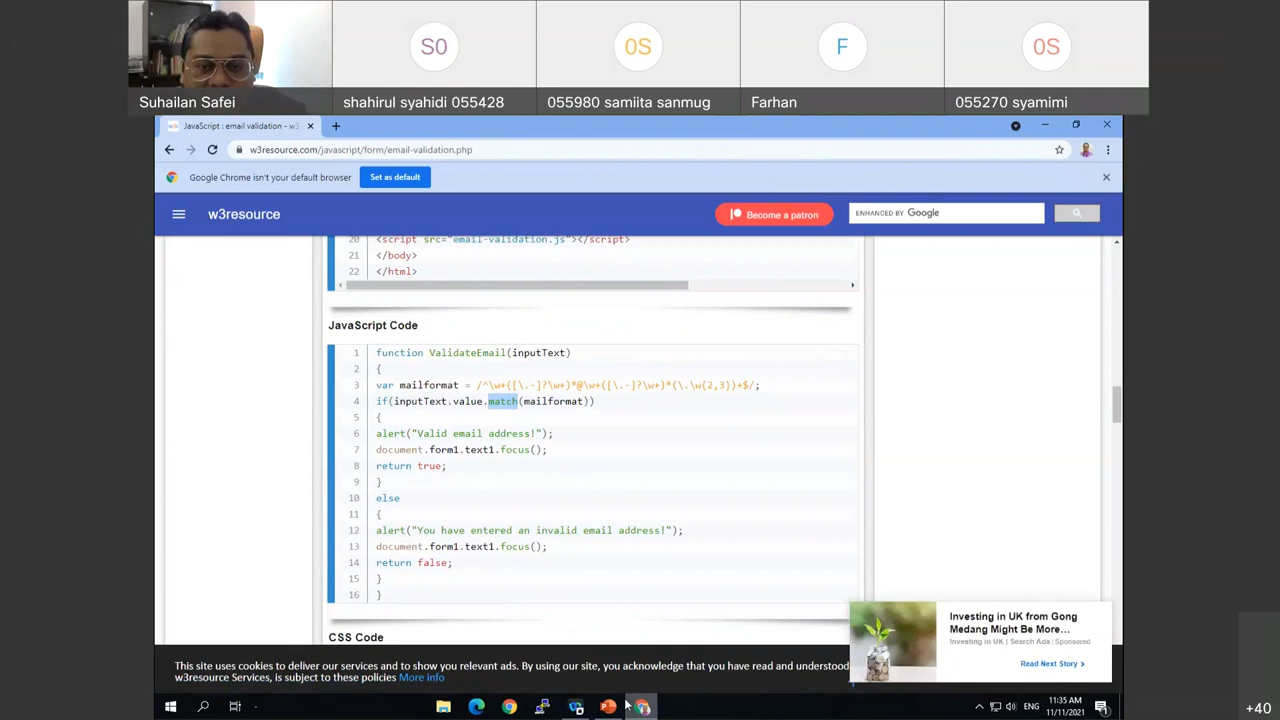 S0
0S
F
0S
Suhailan Safei
shahirul syahidi 055428
055980 samiita sanmug
Farhan
055270 syamimi
w3 JavaScript : email validation - w3 × +
w3resource.com/javascript/form/email-validation.php
Google Chrome isn't your default browser
Set as default
w3resource
Become a patron
ENHANCED BY Google
20 <script src="email-validation.js"></script>
21 </body>
22 </html>
JavaScript Code
1 function ValidateEmail(inputText)
2 {
3 var mailformat = /^\w+([\.-]?\w+)*@\w+([\.-]?\w+)*(\.\w{2,3})+$/;
4 if(inputText.value.match(mailformat))
5 {
6 alert("Valid email address!");
7 document.form1.text1.focus();
8 return true;
9 }
10 else
11 {
12 alert("You have entered an invalid email address!");
13 document.form1.text1.focus();
14 return false;
15 }
16 }
CSS Code
Investing in UK from Gong
Medang Might Be More...
Investing in UK | Search Ads | Sponsored
Read Next Story >
This site uses cookies to deliver our services and to show you relevant ads. By using our site, you acknowledge that you have read and understood
w3resource Services, is subject to these policies More Info
ENG
11:35 AM
11/11/2021
+40